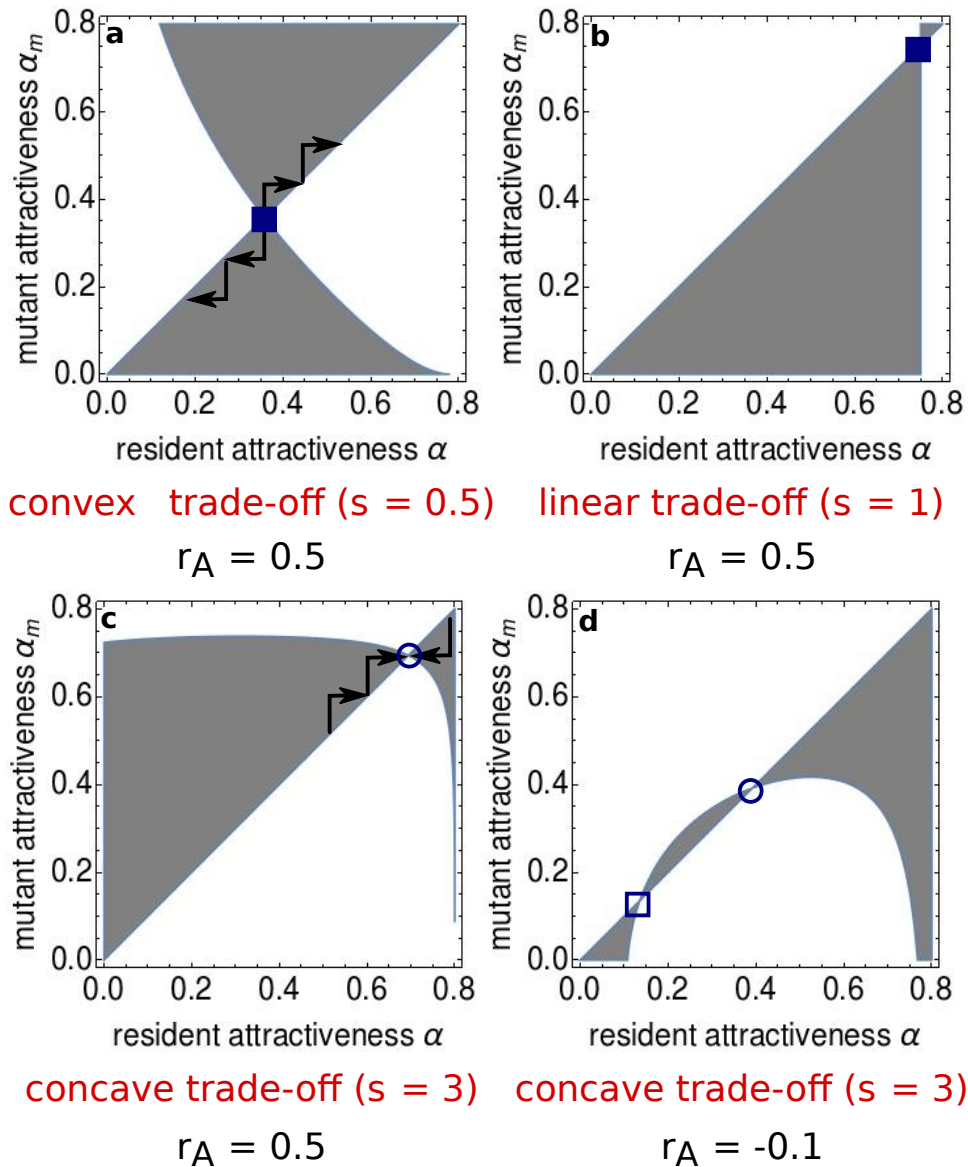 a
mutant attractiveness αm
0.8
0.6
0.4
0.2
0.0
0.0 0.2 0.4 0.6 0.8
resident attractiveness α
convex trade-off (s = 0.5)
rA = 0.5
b
mutant attractiveness αm
0.8
0.6
0.4
0.2
0.0
0.0 0.2 0.4 0.6 0.8
resident attractiveness α
linear trade-off (s = 1)
rA = 0.5
c
mutant attractiveness αm
0.8
0.6
0.4
0.2
0.0
0.0 0.2 0.4 0.6 0.8
resident attractiveness α
concave trade-off (s = 3)
rA = 0.5
d
mutant attractiveness αm
0.8
0.6
0.4
0.2
0.0
0.0 0.2 0.4 0.6 0.8
resident attractiveness α
concave trade-off (s = 3)
rA = -0.1